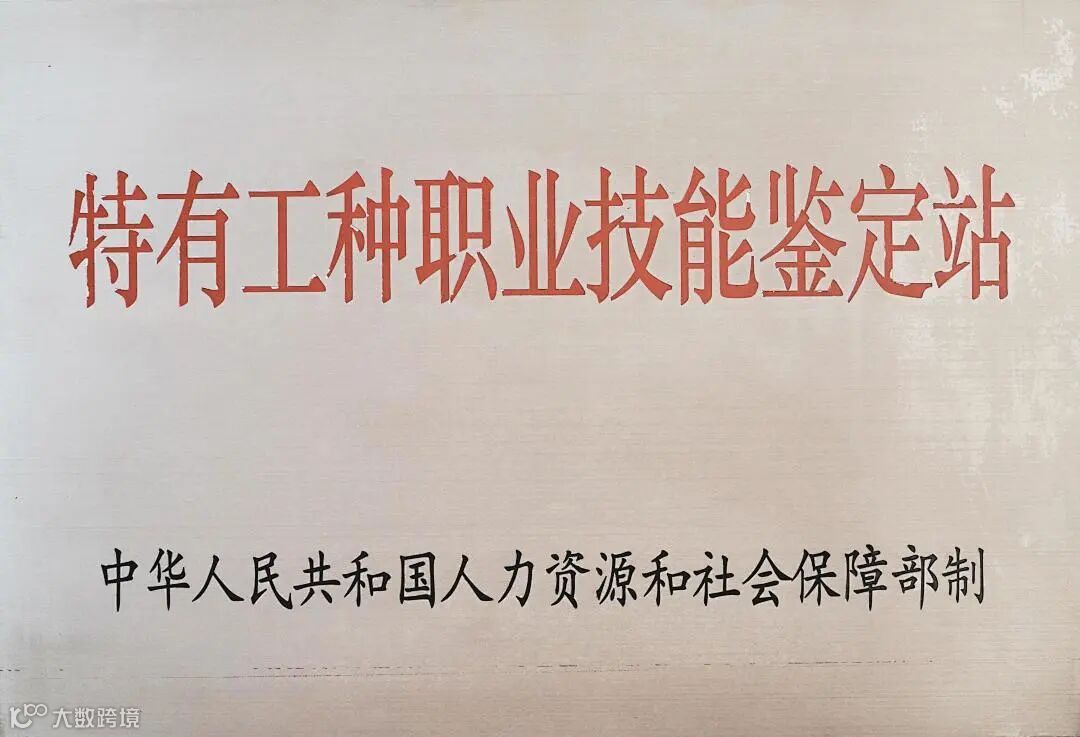 特有工种职业技能鉴定站
中华人民共和国人力资源和社会保障部制
大数跨境